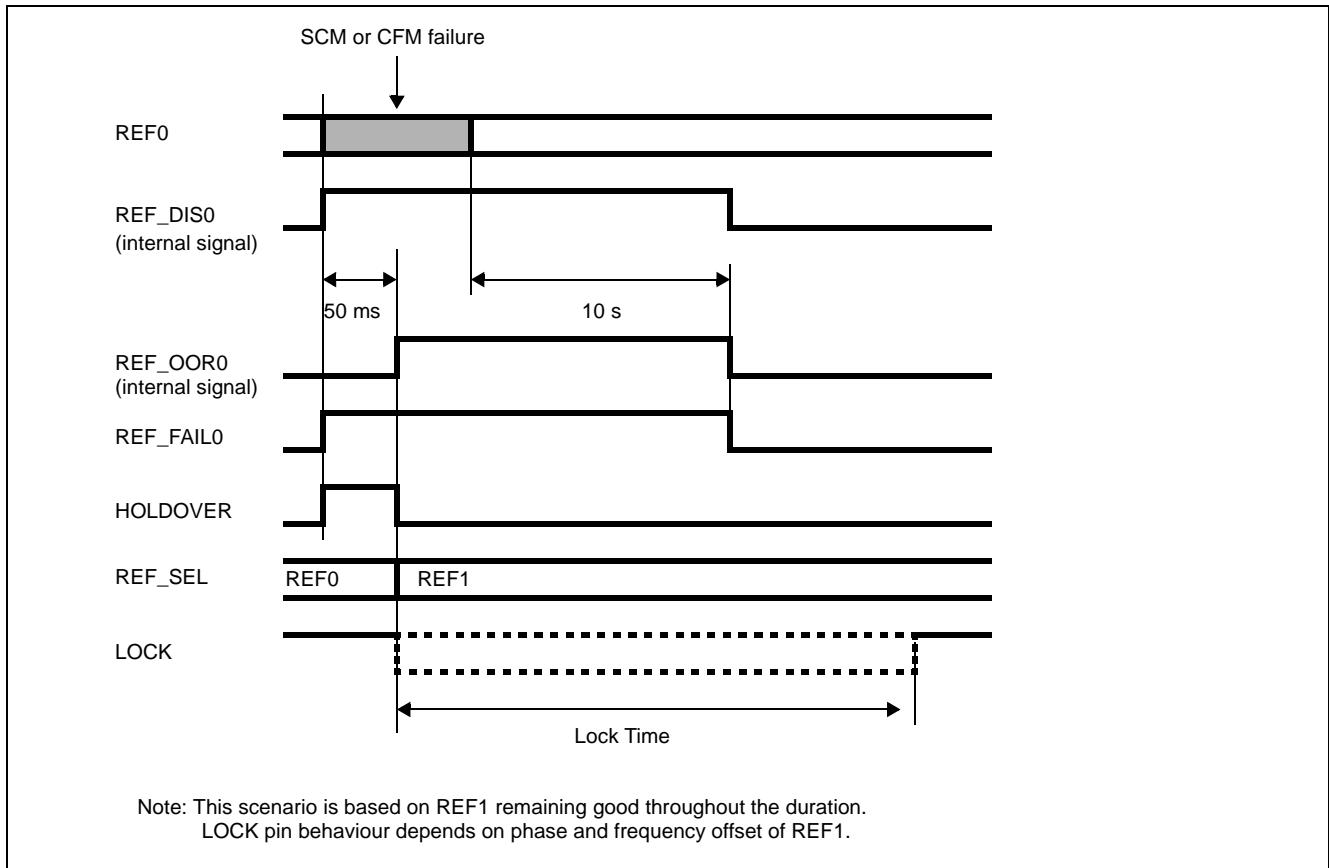 SCM or CFM failure
REF0
REF_DIS0
(internal signal)
50 ms
10 s
REF_OOR0
(internal signal)
REF_FAIL0
HOLDOVER
REF_SEL
REF0
REF1
LOCK
Lock Time
Note: This scenario is based on REF1 remaining good throughout the duration.
LOCK pin behaviour depends on phase and frequency offset of REF1.